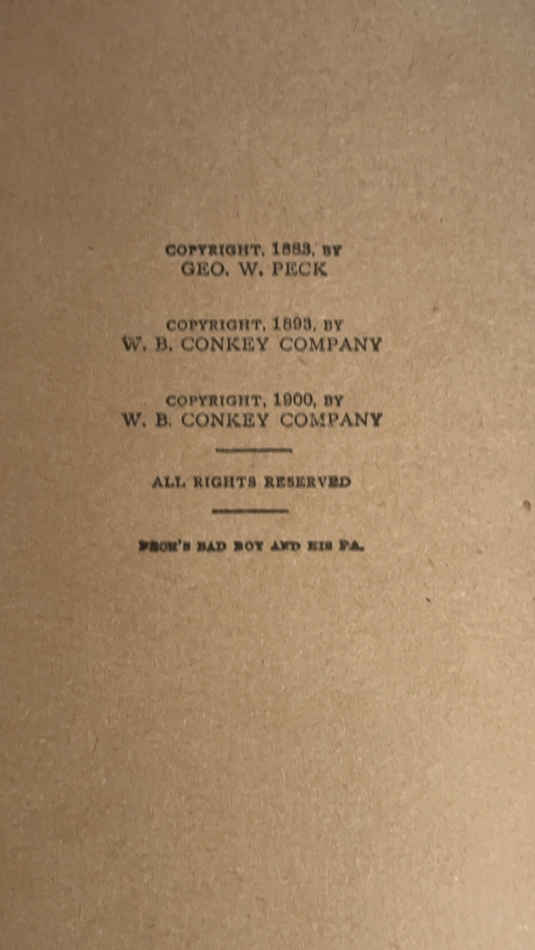 COPYRIGHT, 1883, BY
GEO. W. PECK
COPYRIGHT, 1893, BY
W. B. CONKEY COMPANY
COPYRIGHT, 1900, BY
W. B. CONKEY COMPANY
ALL RIGHTS RESERVED
PECK'S BAD BOY AND HIS PA.